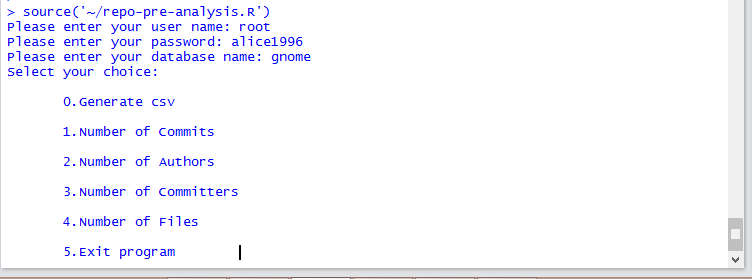 > source('~/repo-pre-analysis.R')
Please enter your user name: root
Please enter your password: alice1996
Please enter your database name: gnome
Select your choice:
0.Generate csv
1.Number of Commits
2.Number of Authors
3.Number of Committers
4.Number of Files
5.Exit program